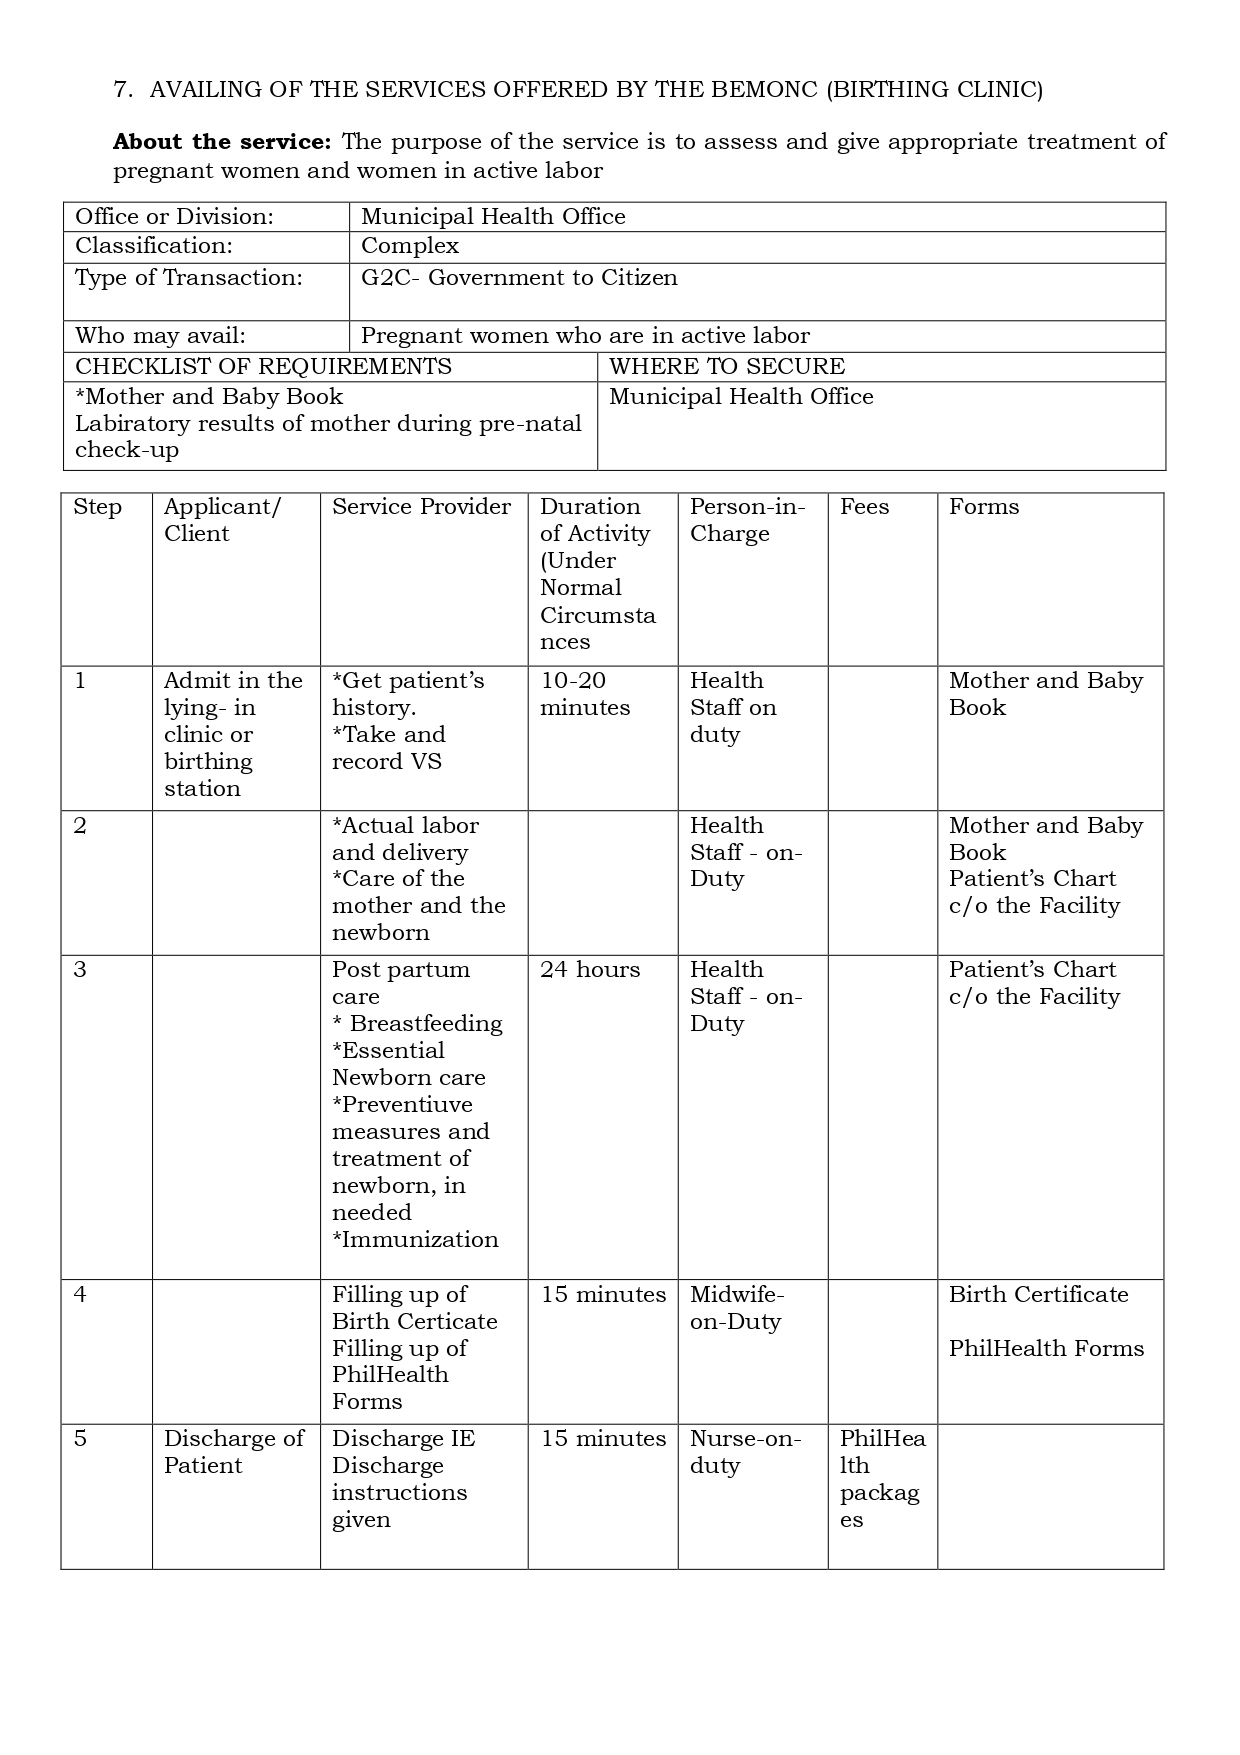 7. AVAILING OF THE SERVICES OFFERED BY THE BEMONC (BIRTHING CLINIC)
About the service: The purpose of the service is to assess and give appropriate treatment of
pregnant women and women in active labor
Office or Division: Municipal Health Office
Classification: Complex
Type of Transaction: G2C- Government to Citizen
Who may avail: Pregnant women who are in active labor
CHECKLIST OF REQUIREMENTS WHERE TO SECURE
*Mother and Baby Book
Labiratory results of mother during pre-natal
check-up
Municipal Health Office
Step
Applicant/
Client
Service Provider
Duration
of Activity
(Under
Normal
Circumsta
nces
Person-in-
Charge
Fees
Forms
1
Admit in the
lying- in
clinic or
birthing
station
*Get patient’s
history.
*Take and
record VS
10-20
minutes
Health
Staff on
duty
Mother and Baby
Book
2
*Actual labor
and delivery
*Care of the
mother and the
newborn
Health
Staff - on-
Duty
Mother and Baby
Book
Patient’s Chart
c/o the Facility
3
Post partum
care
* Breastfeeding
*Essential
Newborn care
*Preventiuve
measures and
treatment of
newborn, in
needed
*Immunization
24 hours
Health
Staff - on-
Duty
Patient’s Chart
c/o the Facility
4
Filling up of
Birth Certicate
Filling up of
PhilHealth
Forms
15 minutes
Midwife-
on-Duty
Birth Certificate
PhilHealth Forms
5
Discharge of
Patient
Discharge IE
Discharge
instructions
given
15 minutes
Nurse-on-
duty
PhilHea
lth
packag
es